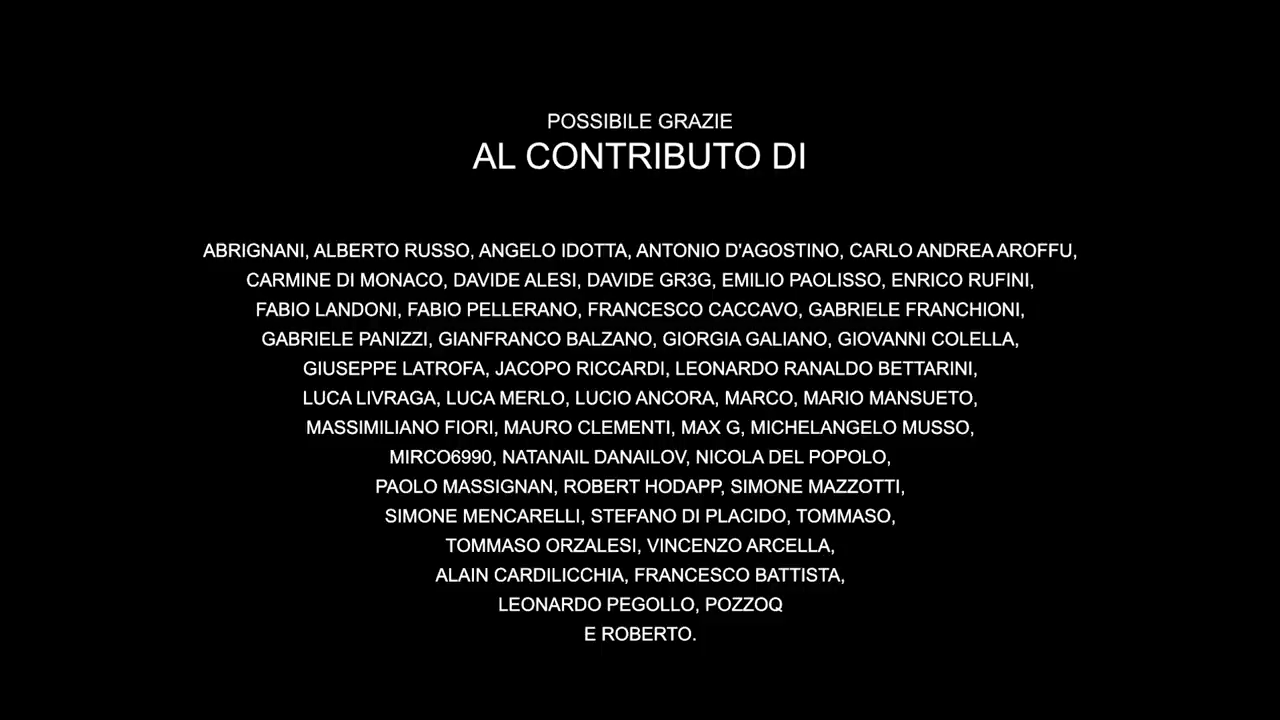 POSSIBILE GRAZIE
AL CONTRIBUTO DI
ABRIGNANI, ALBERTO RUSSO, ANGELO IDOTTA, ANTONIO D'AGOSTINO, CARLO ANDREA AROFFU,
CARMINE DI MONACO, DAVIDE ALESI, DAVIDE GR3G, EMILIO PAOLISSO, ENRICO RUFINI,
FABIO LANDONI, FABIO PELLERANO, FRANCESCO CACCAVO, GABRIELE FRANCHIONI,
GABRIELE PANIZZI, GIANFRANCO BALZANO, GIORGIA GALIANO, GIOVANNI COLELLA,
GIUSEPPE LATROFA, JACOPO RICCARDI, LEONARDO RANALDO BETTARINI,
LUCA LIVRAGA, LUCA MERLO, LUCIO ANCORA, MARCO, MARIO MANSUETO,
MASSIMILIANO FIORI, MAURO CLEMENTI, MAX G, MICHELANGELO MUSSO,
MIRCO6990, NATANAIL DANAILOV, NICOLA DEL POPOLO,
PAOLO MASSIGNAN, ROBERT HODAPP, SIMONE MAZZOTTI,
SIMONE MENCARELLI, STEFANO DI PLACIDO, TOMMASO,
TOMMASO ORZALESI, VINCENZO ARCELLA,
ALAIN CARDILICCHIA, FRANCESCO BATTISTA,
LEONARDO PEGOLLO, POZZOQ
E ROBERTO.